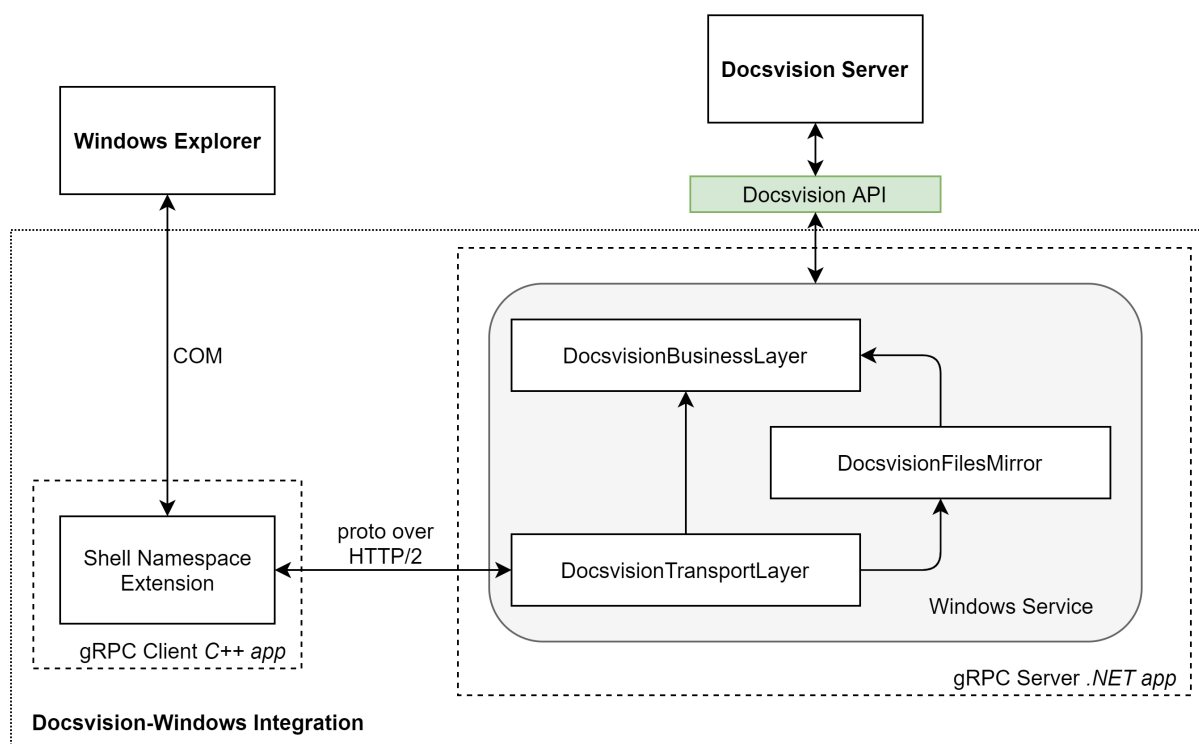 Docsvision Server
Windows Explorer
Docsvision API
COM
DocsvisionBusinessLayer
DocsvisionFilesMirror
proto over
HTTP/2
Shell Namespace
Extension
DocsvisionTransportLayer
Windows Service
gRPC Client C++ app
gRPC Server .NET app
Docsvision-Windows Integration